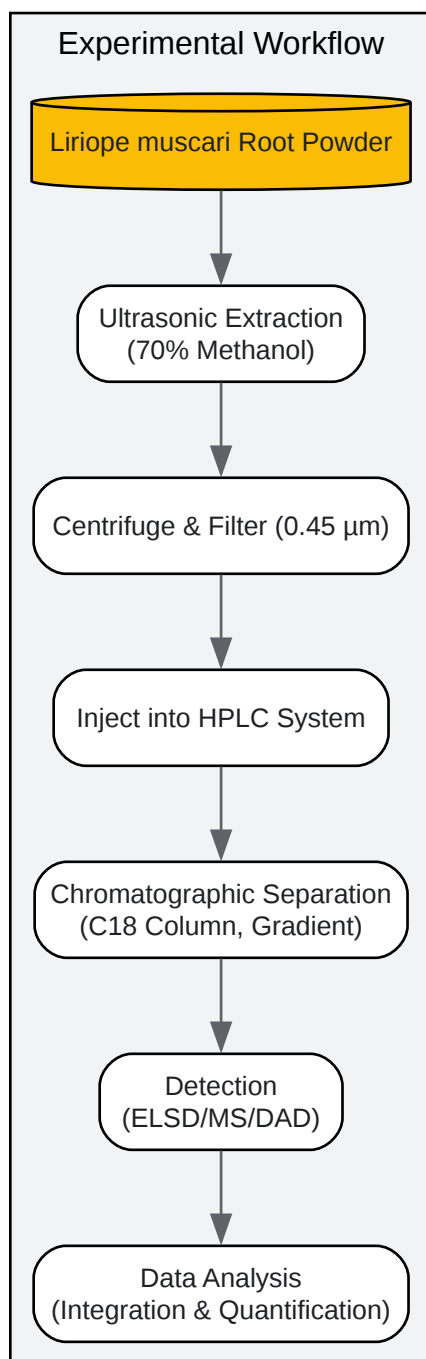 Experimental Workflow
Liriope muscari Root Powder
Ultrasonic Extraction
(70% Methanol)
Centrifuge & Filter (0.45 µm)
Inject into HPLC System
Chromatographic Separation
(C18 Column, Gradient)
Detection
(ELSD/MS/DAD)
Data Analysis
(Integration & Quantification)